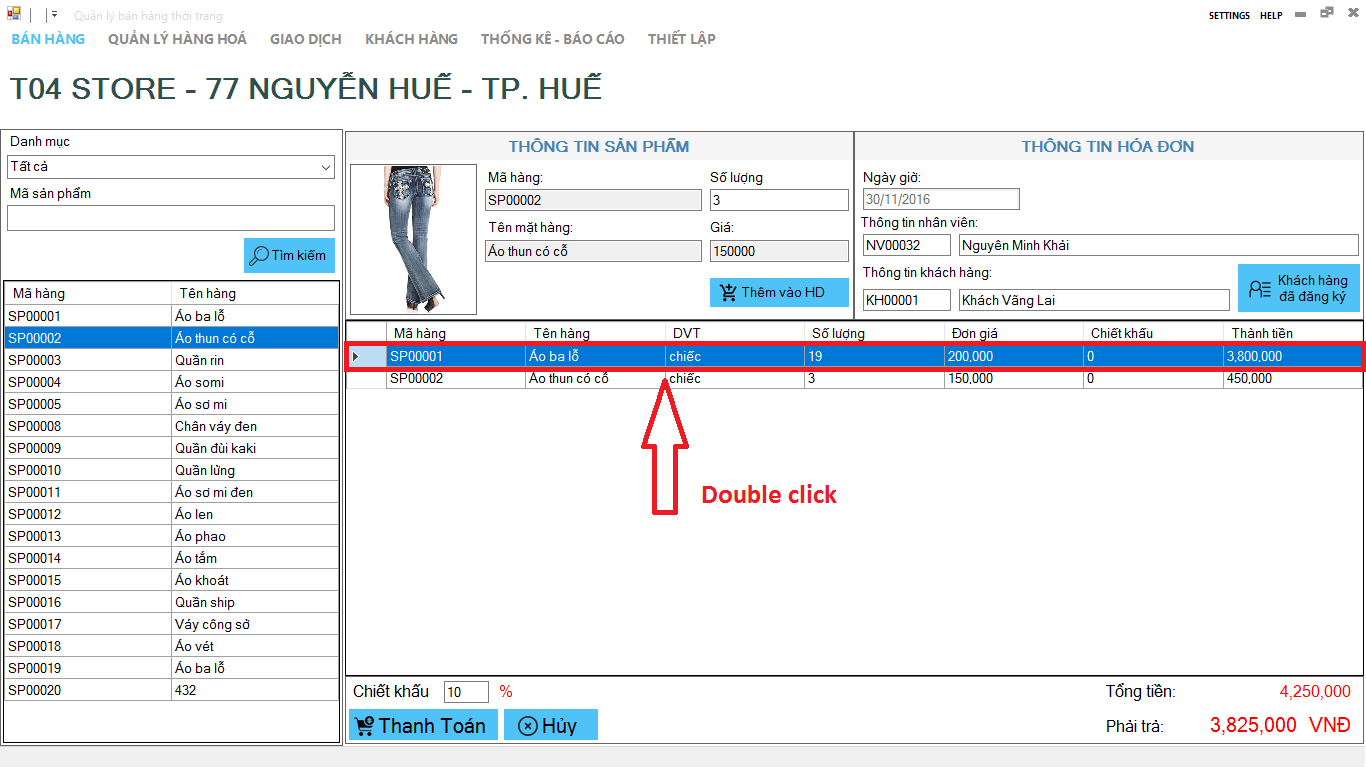 Quản lý bán hàng thời trang
SETTINGS HELP
BÁN HÀNG QUẢN LÝ HÀNG HOÁ GIAO DỊCH KHÁCH HÀNG THỐNG KÊ - BÁO CÁO THIẾT LẬP
T04 STORE - 77 NGUYỄN HUẾ - TP. HUẾ
Danh mục
Tất cả
Mã sản phẩm
Tìm kiếm
Mã hàng Tên hàng
SP00001 Áo ba lỗ
SP00002 Áo thun có cỗ
SP00003 Quần rin
SP00004 Áo somi
SP00005 Áo sơ mi
SP00008 Chân váy đen
SP00009 Quần đùi kaki
SP00010 Quần lửng
SP00011 Áo sơ mi đen
SP00012 Áo len
SP00013 Áo phao
SP00014 Áo tắm
SP00015 Áo khoát
SP00016 Quần ship
SP00017 Váy công sở
SP00018 Áo vét
SP00019 Áo ba lỗ
SP00020 432
THÔNG TIN SẢN PHẨM
Mã hàng: Số lượng
SP00002 3
Tên mặt hàng: Giá:
Áo thun có cỗ 150000
Thêm vào HD
THÔNG TIN HÓA ĐƠN
Ngày giờ:
30/11/2016
Thông tin nhân viên:
NV00032 Nguyên Minh Khải
Thông tin khách hàng:
KH00001 Khách Vãng Lai
Khách hàng
đã đăng ký
Mã hàng Tên hàng DVT Số lượng Đơn giá Chiết khấu Thành tiền
SP00001 Áo ba lỗ chiếc 19 200,000 0 3,800,000
SP00002 Áo thun có cỗ chiếc 3 150,000 0 450,000
Double click
Chiết khấu 10 %
Thanh Toán Hủy
Tổng tiền: 4,250,000
Phải trả: 3,825,000 VNĐ